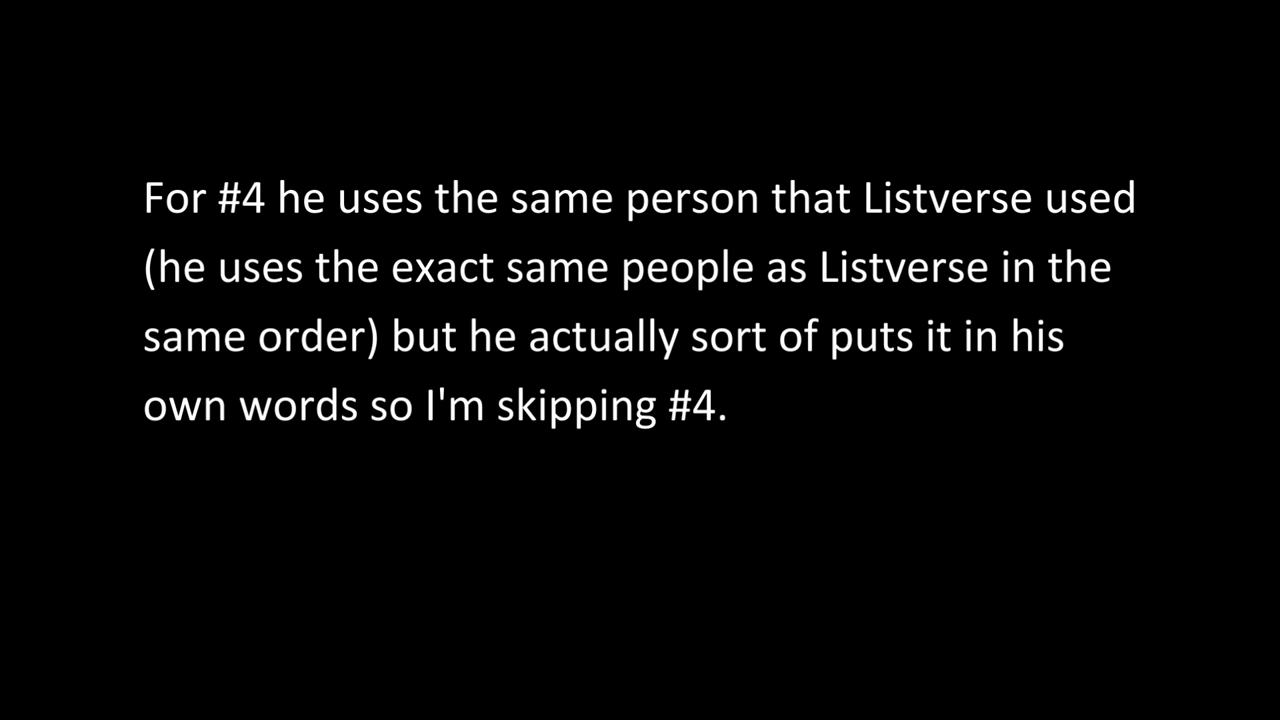 For #4 he uses the same person that Listverse used
(he uses the exact same people as Listverse in the
same order) but he actually sort of puts it in his
own words so I'm skipping #4.